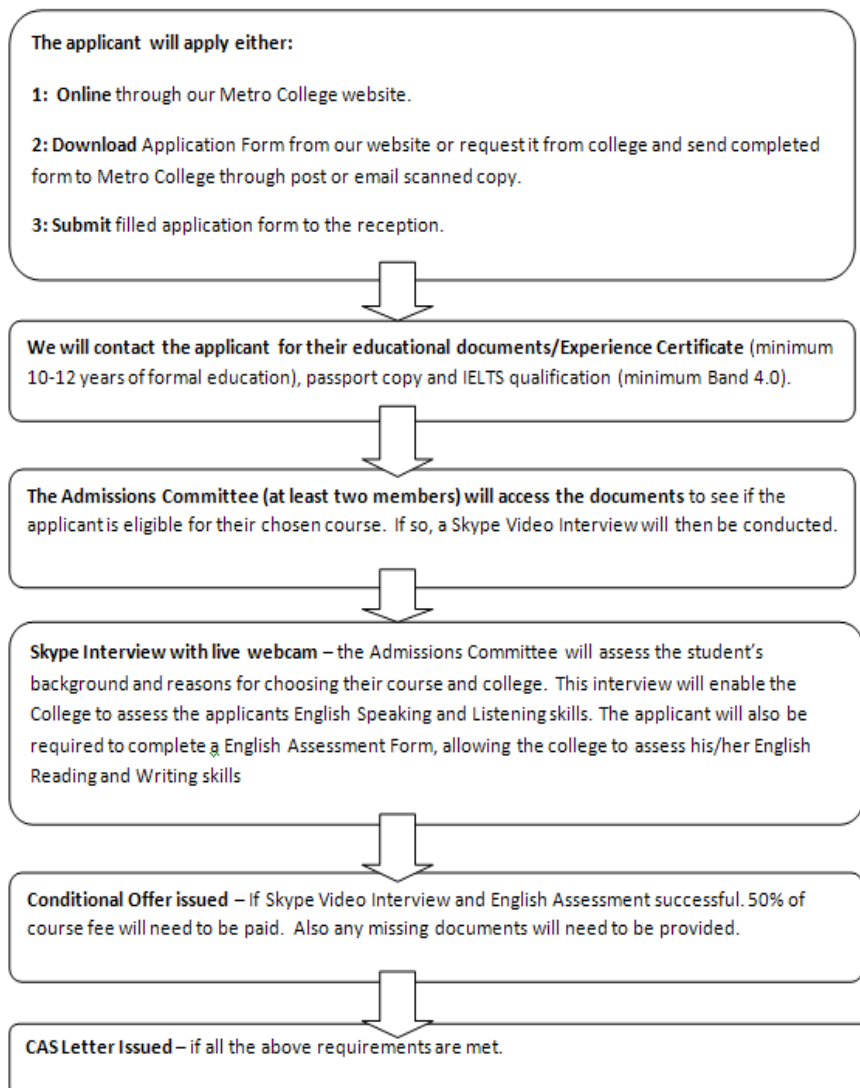 The applicant will apply either:
1: Online through our Metro College website.
2: Download Application Form from our website or request it from college and send completed
form to Metro College through post or email scanned copy.
3: Submit filled application form to the reception.
We will contact the applicant for their educational documents/Experience Certificate (minimum
10-12 years of formal education), passport copy and IELTS qualification (minimum Band 4.0).
The Admissions Committee (at least two members) will access the documents to see if the
applicant is eligible for their chosen course. If so, a Skype Video Interview will then be conducted.
Skype Interview with live webcam – the Admissions Committee will assess the student's
background and reasons for choosing their course and college. This interview will enable the
College to assess the applicants English Speaking and Listening skills. The applicant will also be
required to complete a English Assessment Form, allowing the college to assess his/her English
Reading and Writing skills
Conditional Offer issued – If Skype Video Interview and English Assessment successful. 50% of
course fee will need to be paid. Also any missing documents will need to be provided.
CAS Letter Issued – if all the above requirements are met.